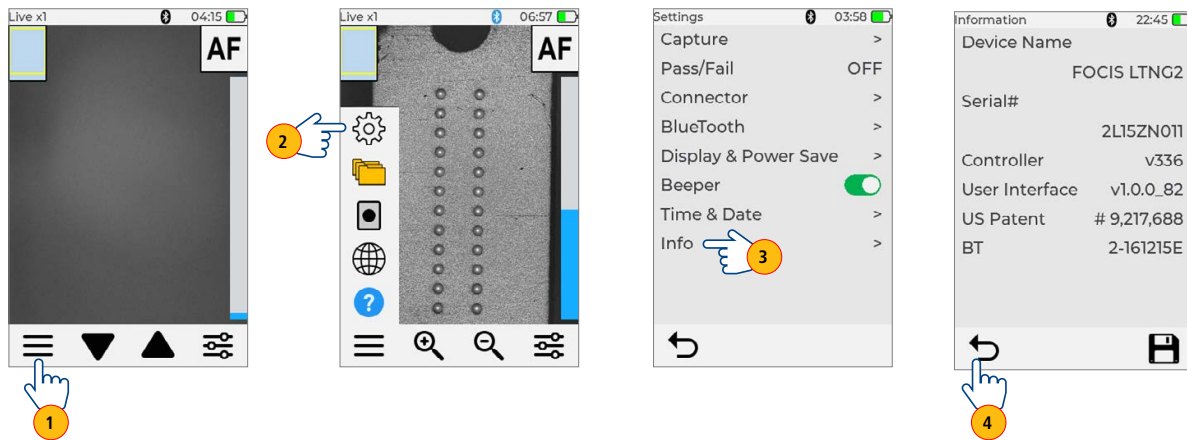 Live x1 04:15
AF
1
Live x1 06:57
AF
2
?
Settings 03:58
Capture >
Pass/Fail OFF
Connector >
BlueTooth >
Display & Power Save >
Beeper
Time & Date >
Info >
3
Information 22:45
Device Name
FOCIS LTNG2
Serial#
2L15ZN011
Controller v336
User Interface v1.0.0_82
US Patent # 9,217,688
BT 2-161215E
4